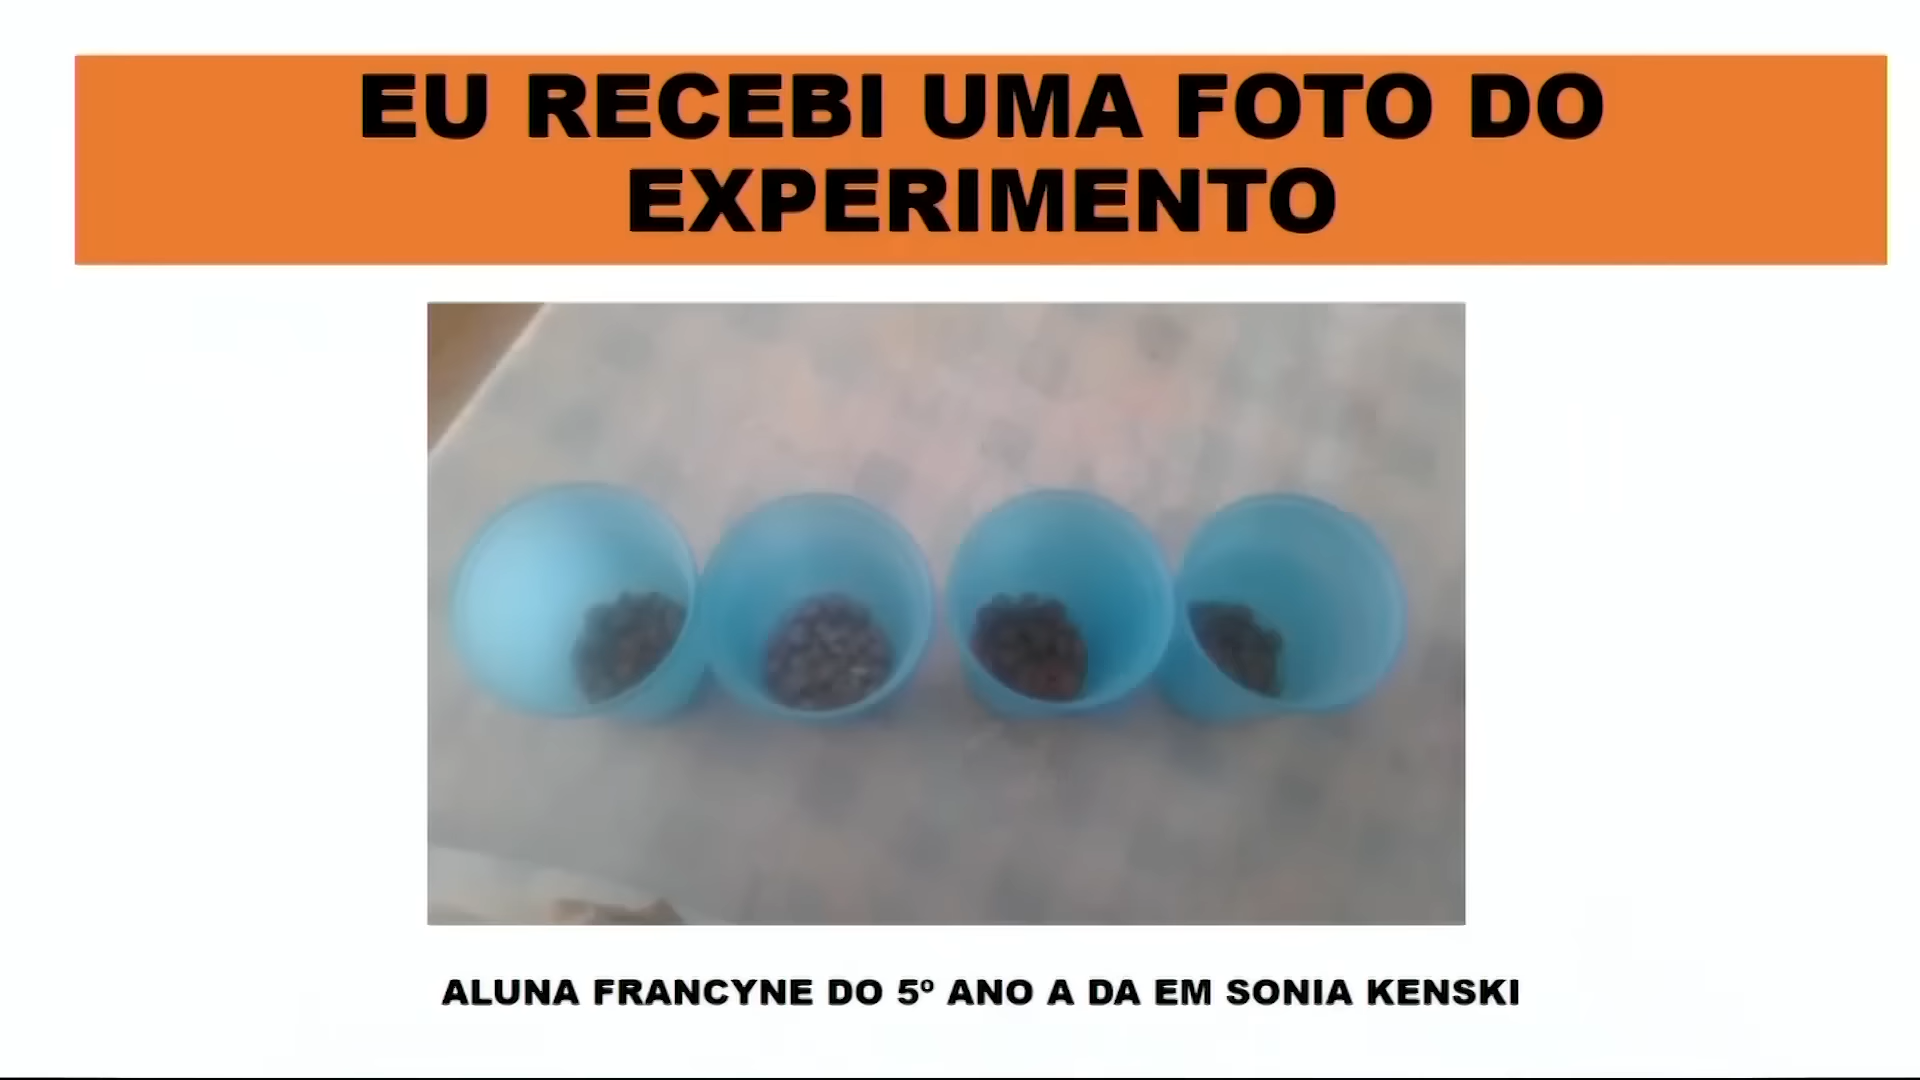 EU RECEBI UMA FOTO DO
EXPERIMENTO
ALUNA FRANCYNE DO 5º ANO A DA EM SONIA KENSKI